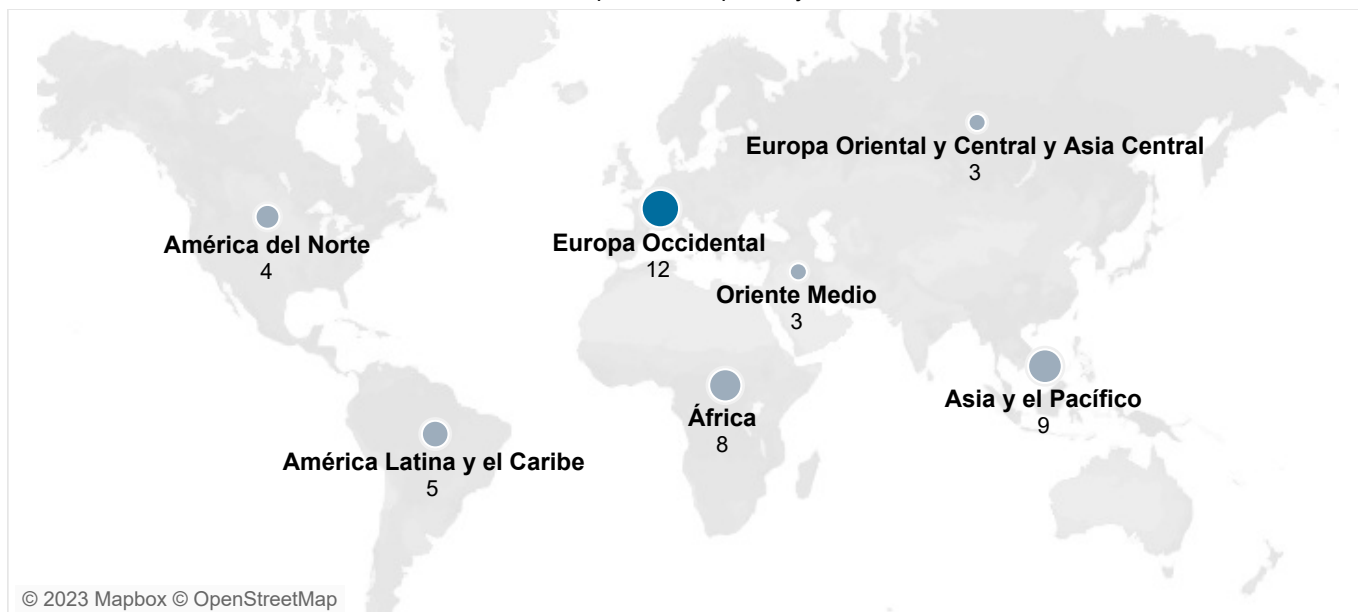 Europa Oriental y Central y Asia Central
3
América del Norte
4
Europa Occidental
12
Oriente Medio
3
Asia y el Pacífico
9
África
8
América Latina y el Caribe
5
© 2023 Mapbox © OpenStreetMap